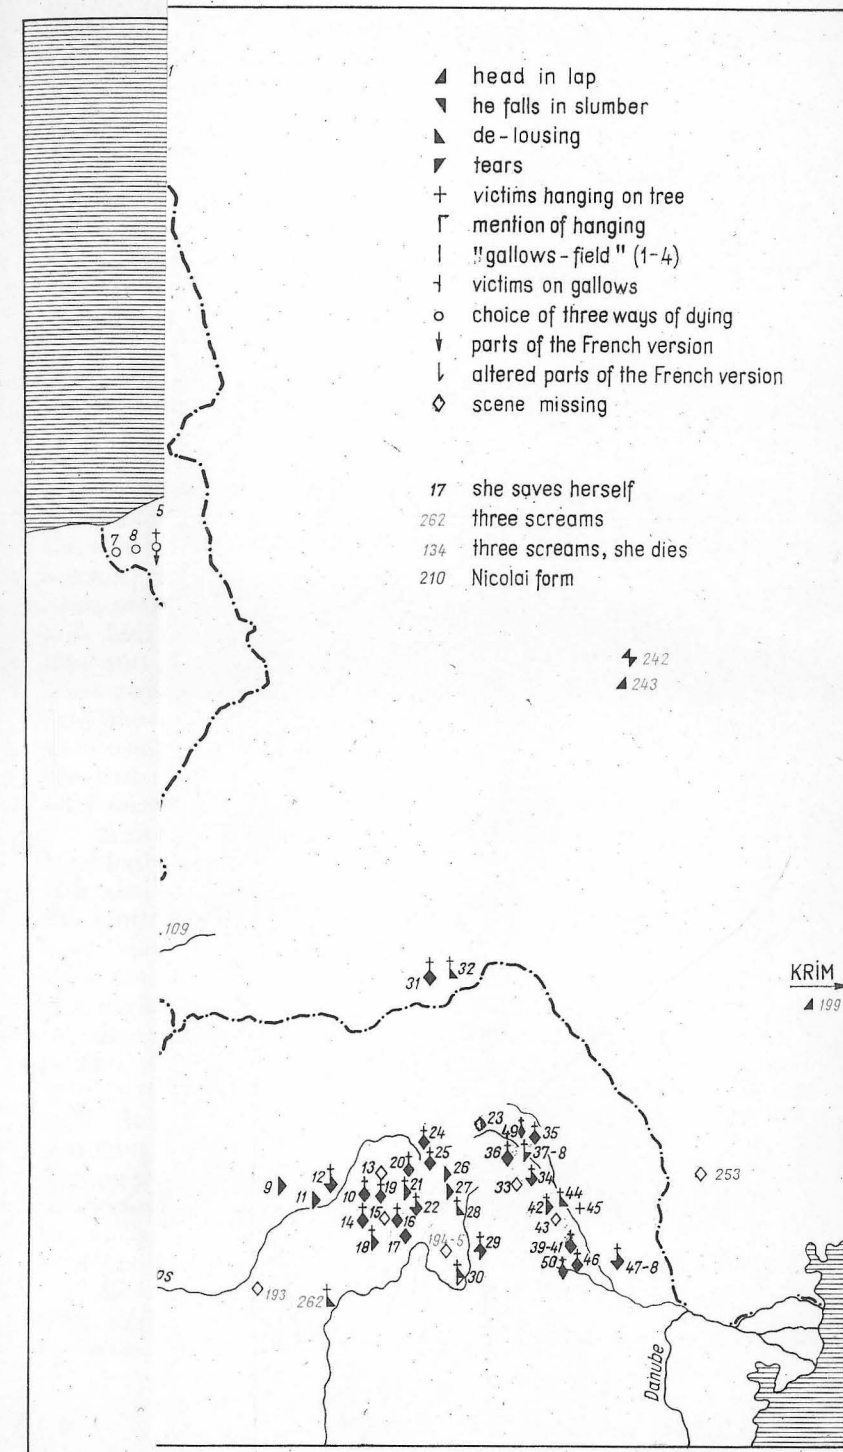 1
head in lap
he falls in slumber
de-lousing
tears
victims hanging on tree
mention of hanging
"gallows-field" (1-4)
victims on gallows
choice of three ways of dying
parts of the French version
altered parts of the French version
scene missing
17 she saves herself
262 three screams
134 three screams, she dies
210 Nicolai form
5
7 8
242
243
109
31 32
KRİM
199
23
24
49 35
25
36 37-8
20
13
26
34
253
9 12
33
10 19 21 27
11
44
22 28
42 45
15
14 16
43
18 17
194-5 29
39-41
46 47-8
50
30
os
193
262
Danube